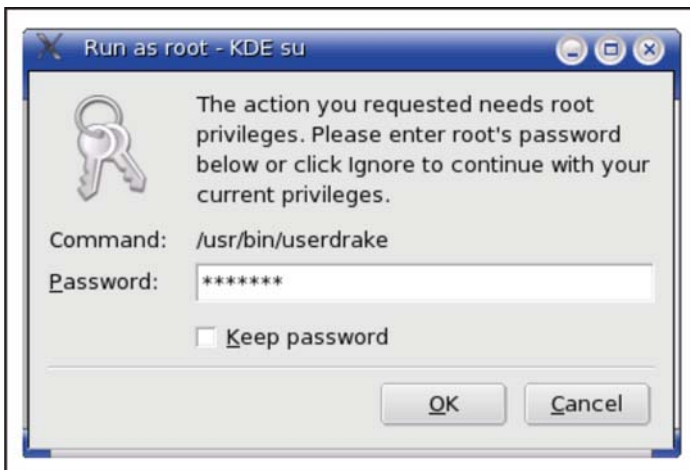 Run as root - KDE su
The action you requested needs root
privileges. Please enter root's password
below or click Ignore to continue with your
current privileges.
Command: /usr/bin/userdrake
Password: *******
Keep password
OK Cancel